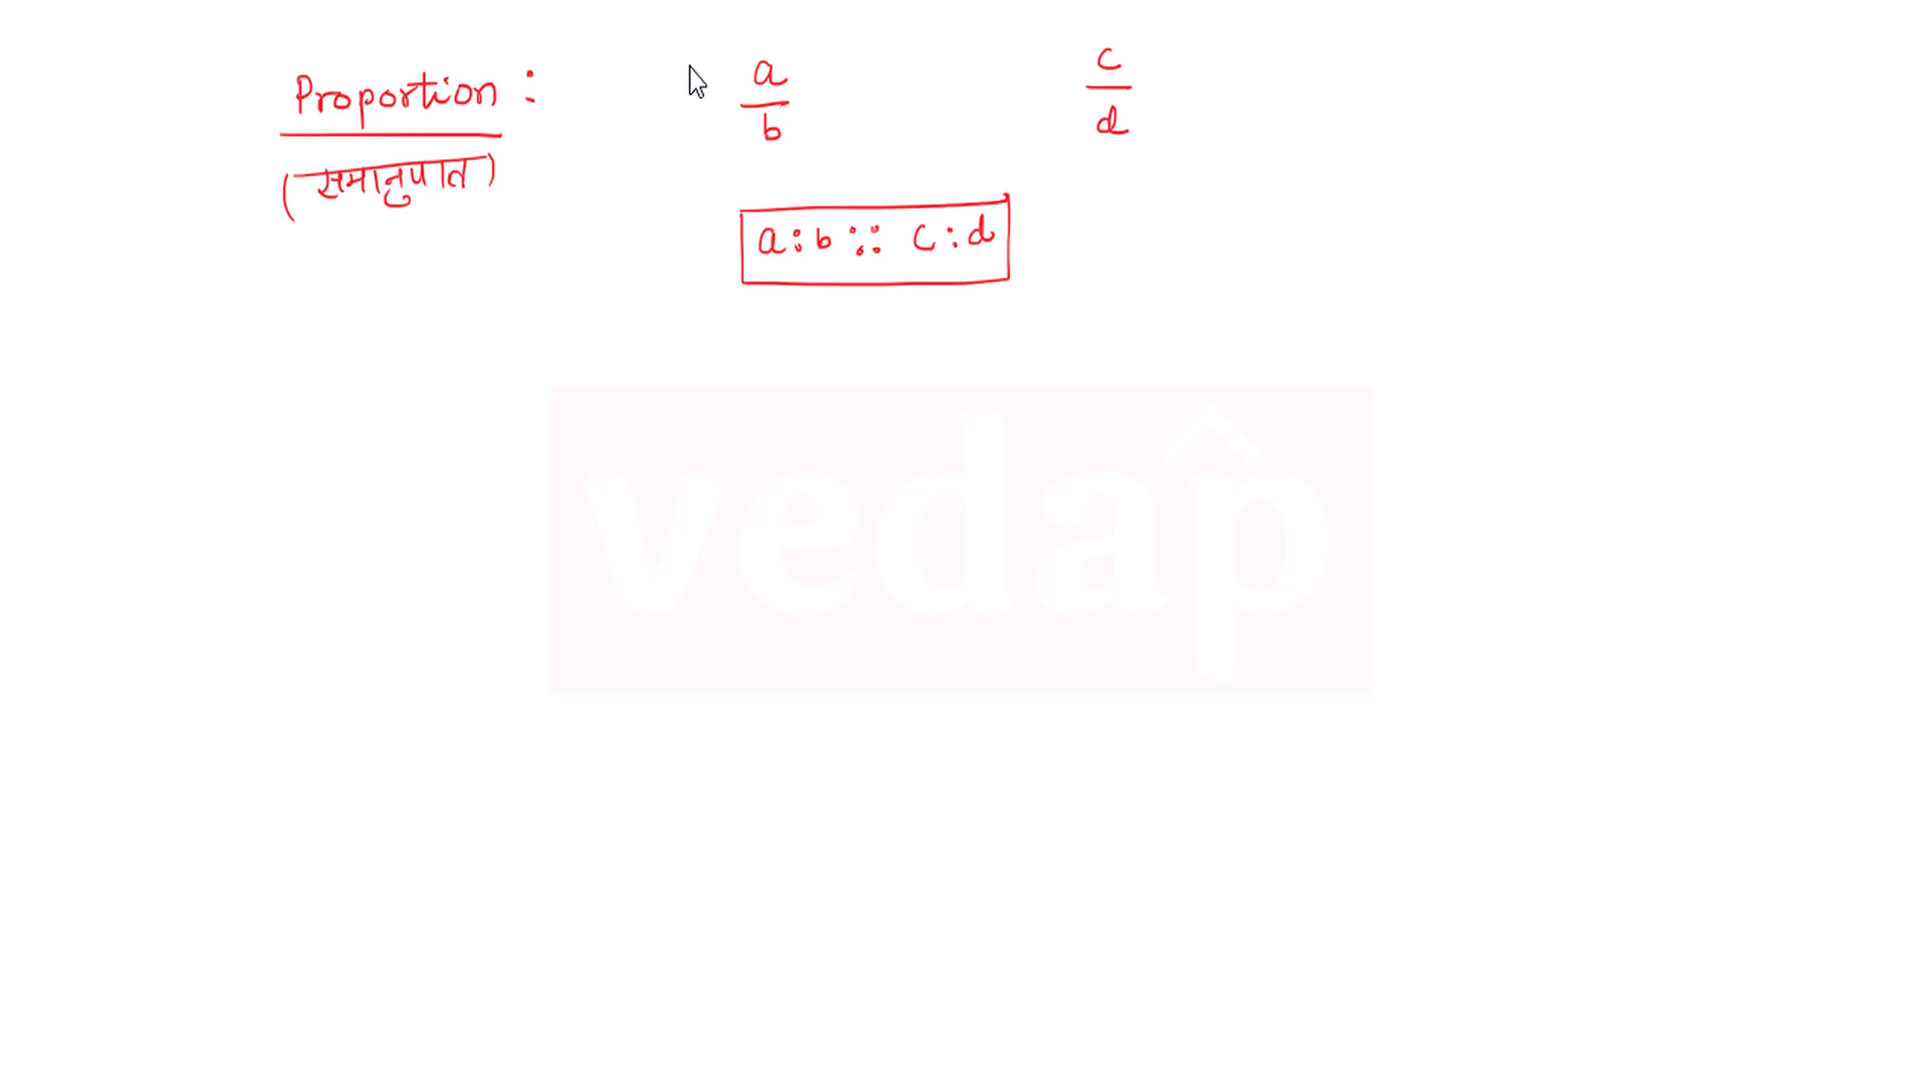 Proportion :
(समानुपात)
a/b
c/d
a:b :: c:d
vedap̂